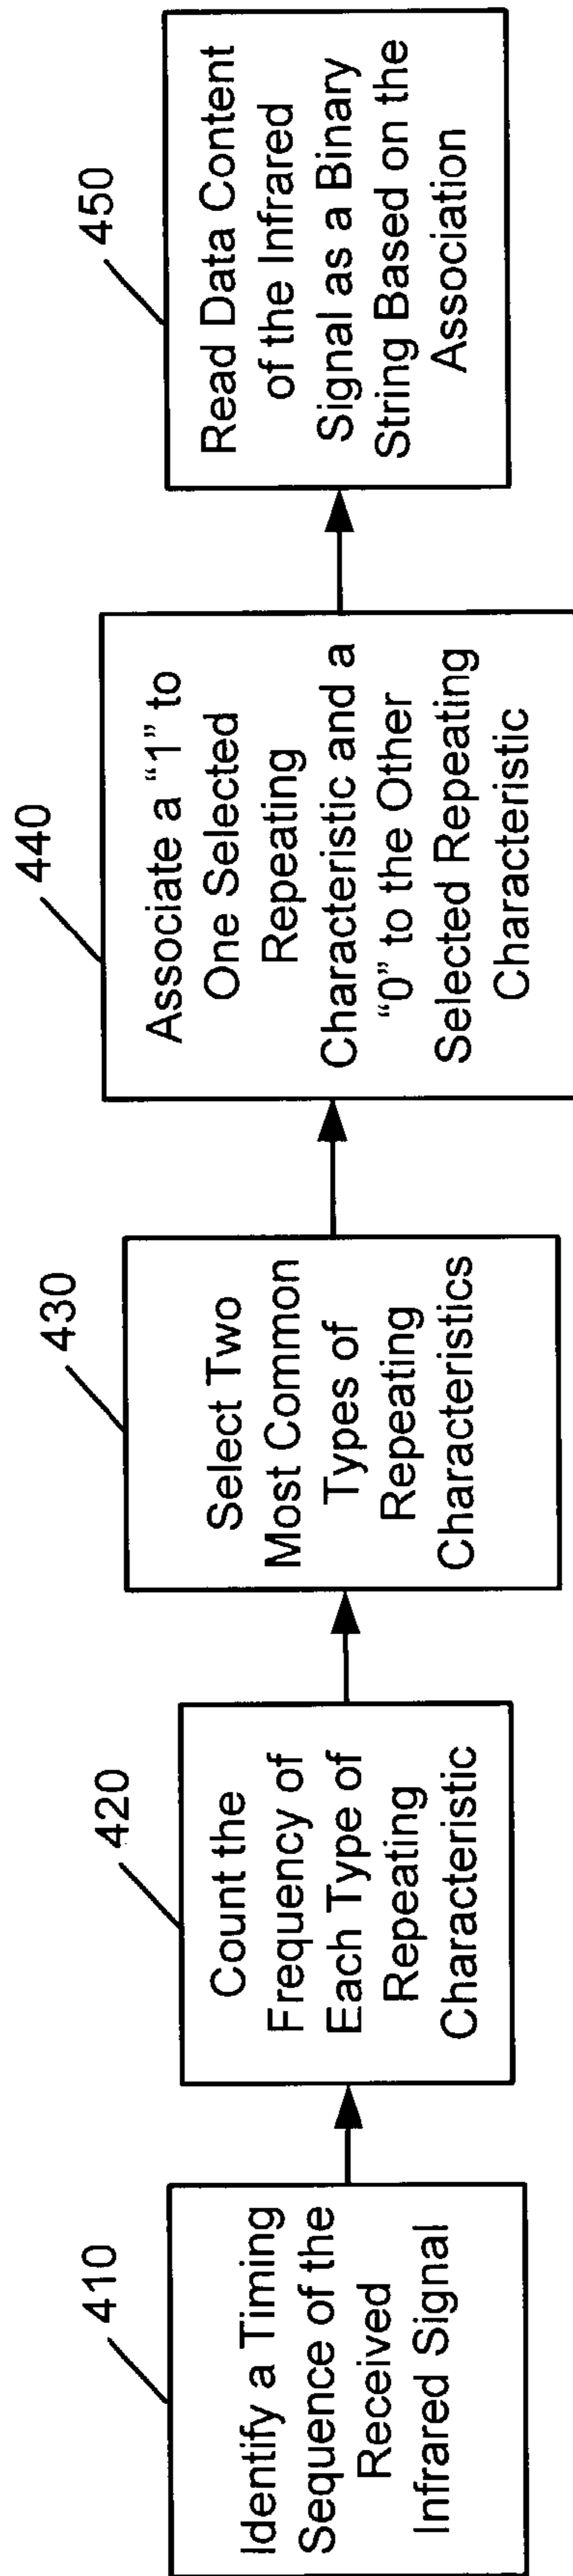 410
Identify a Timing
Sequence of the
Received
Infrared Signal
420
Count the
Frequency of
Each Type of
Repeating
Characteristic
430
Select Two
Most Common
Types of
Repeating
Characteristics
440
Associate a “1” to
One Selected
Repeating
Characteristic and a
“0” to the Other
Selected Repeating
Characteristic
450
Read Data Content
of the Infrared
Signal as a Binary
String Based on the
Association